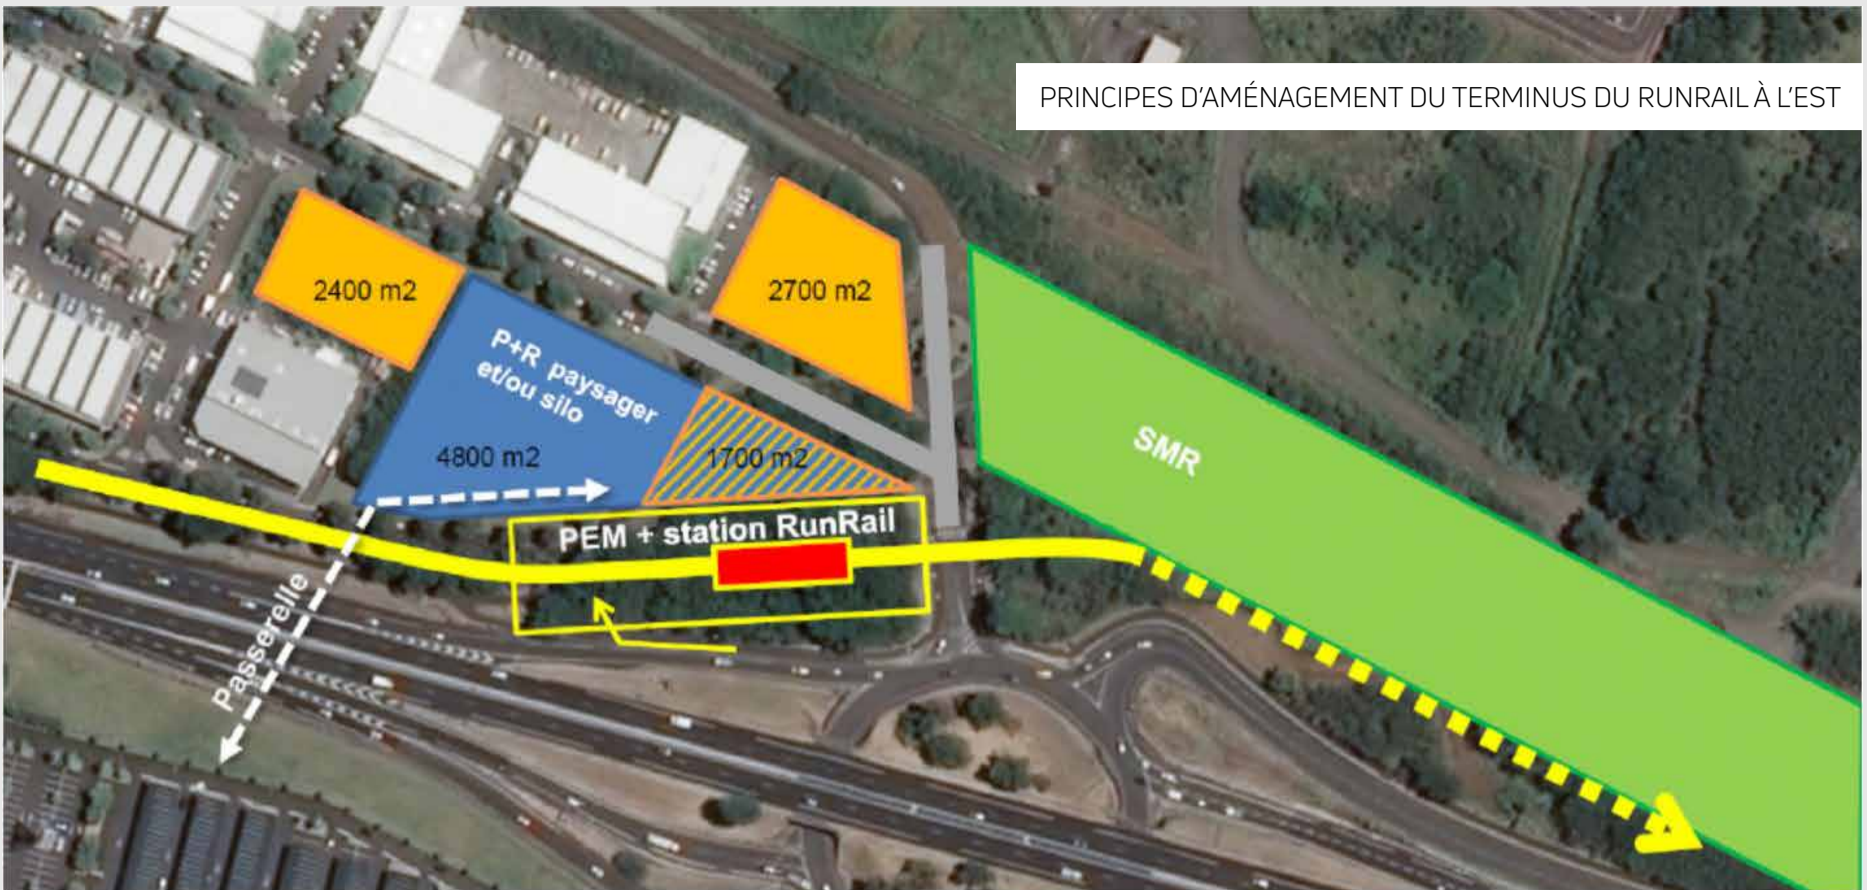 PRINCIPES D'AMÉNAGEMENT DU TERMINUS DU RUNRAIL À L'EST
2400 m2
2700 m2
P+R paysager
et/ou silo
4800 m2
1700 m2
SMR
PEM + station RunRail
Passerelle